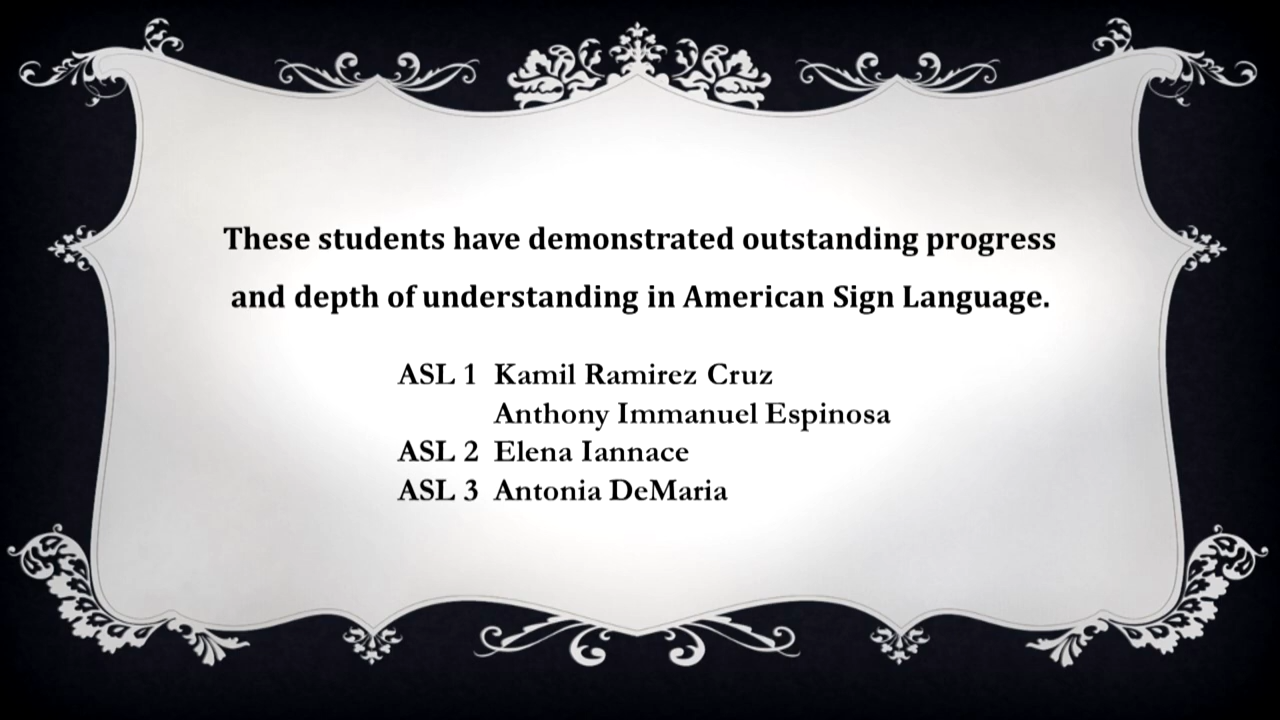 These students have demonstrated outstanding progress
and depth of understanding in American Sign Language.
ASL 1 Kamil Ramirez Cruz
Anthony Immanuel Espinosa
ASL 2 Elena Iannace
ASL 3 Antonia DeMaria